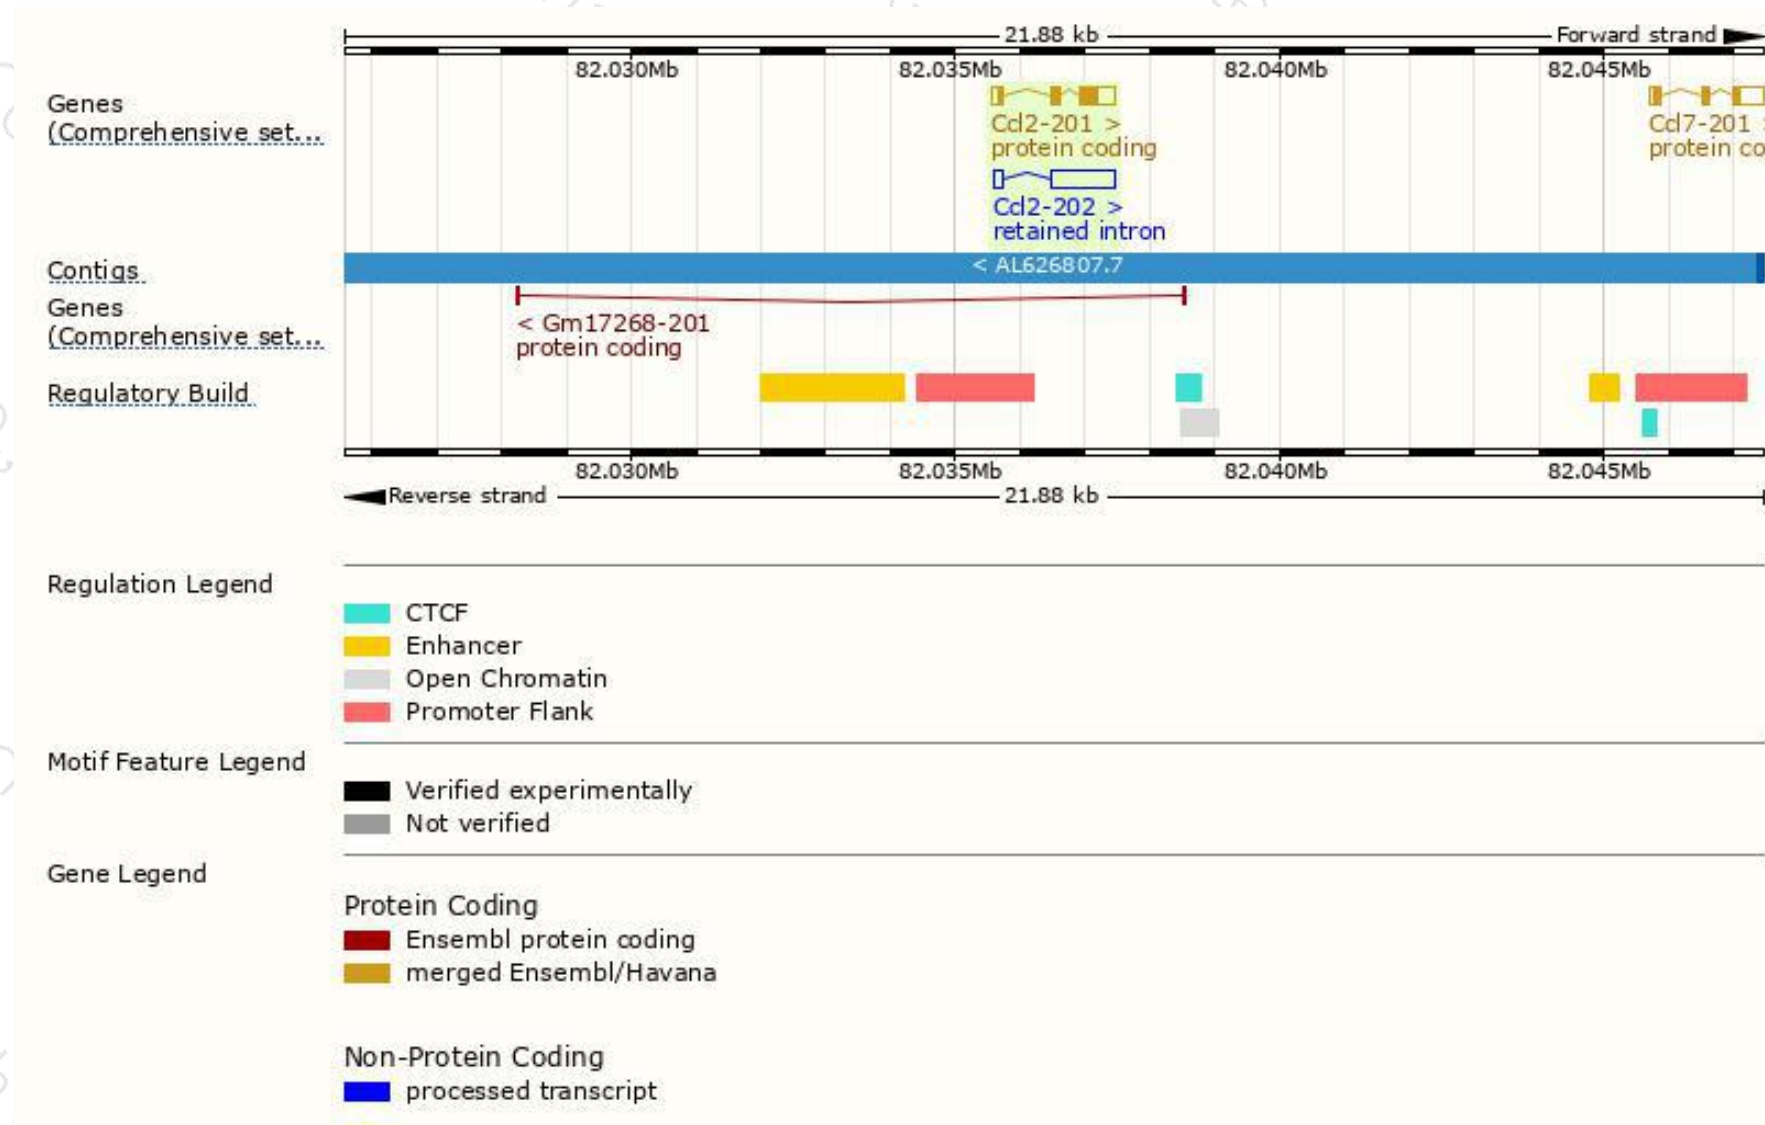 21.88 kb
Forward strand
82.030Mb 82.035Mb 82.040Mb 82.045Mb
Genes
(Comprehensive set...
Ccl2-201 >
protein coding
Ccl7-201
protein co
Ccl2-202 >
retained intron
Contigs
< AL626807.7
Genes
(Comprehensive set...
< Gm17268-201
protein coding
Regulatory Build
82.030Mb 82.035Mb 82.040Mb 82.045Mb
Reverse strand
21.88 kb
Regulation Legend
CTCF
Enhancer
Open Chromatin
Promoter Flank
Motif Feature Legend
Verified experimentally
Not verified
Gene Legend
Protein Coding
Ensembl protein coding
merged Ensembl/Havana
Non-Protein Coding
processed transcript